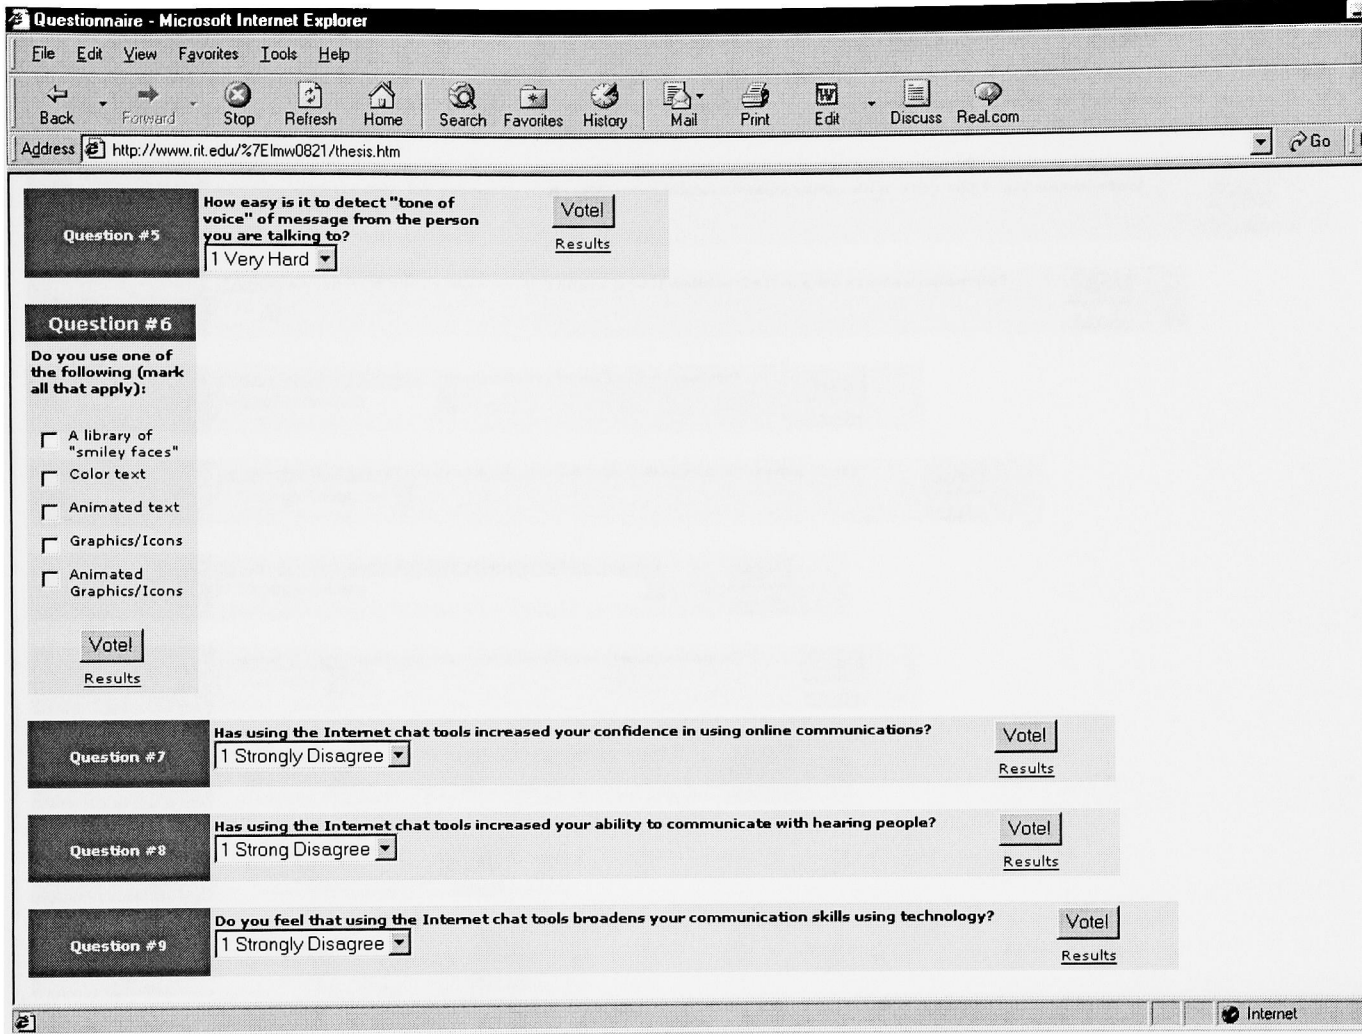 Questionnaire - Microsoft Internet Explorer
File Edit View Favorites Tools Help
Back Forward Stop Refresh Home Search Favorites History Mail Print Edit Discuss Real.com
Address http://www.rit.edu/%7Elmw0821/thesis.htm Go
Question #5
How easy is it to detect "tone of
voice" of message from the person
you are talking to?
1 Very Hard
Vote!
Results
Question #6
Do you use one of
the following (mark
all that apply):
A library of
"smiley faces"
Color text
Animated text
Graphics/Icons
Animated
Graphics/Icons
Vote!
Results
Question #7
Has using the Internet chat tools increased your confidence in using online communications?
1 Strongly Disagree
Vote!
Results
Question #8
Has using the Internet chat tools increased your ability to communicate with hearing people?
1 Strong Disagree
Vote!
Results
Question #9
Do you feel that using the Internet chat tools broadens your communication skills using technology?
1 Strongly Disagree
Vote!
Results
Internet